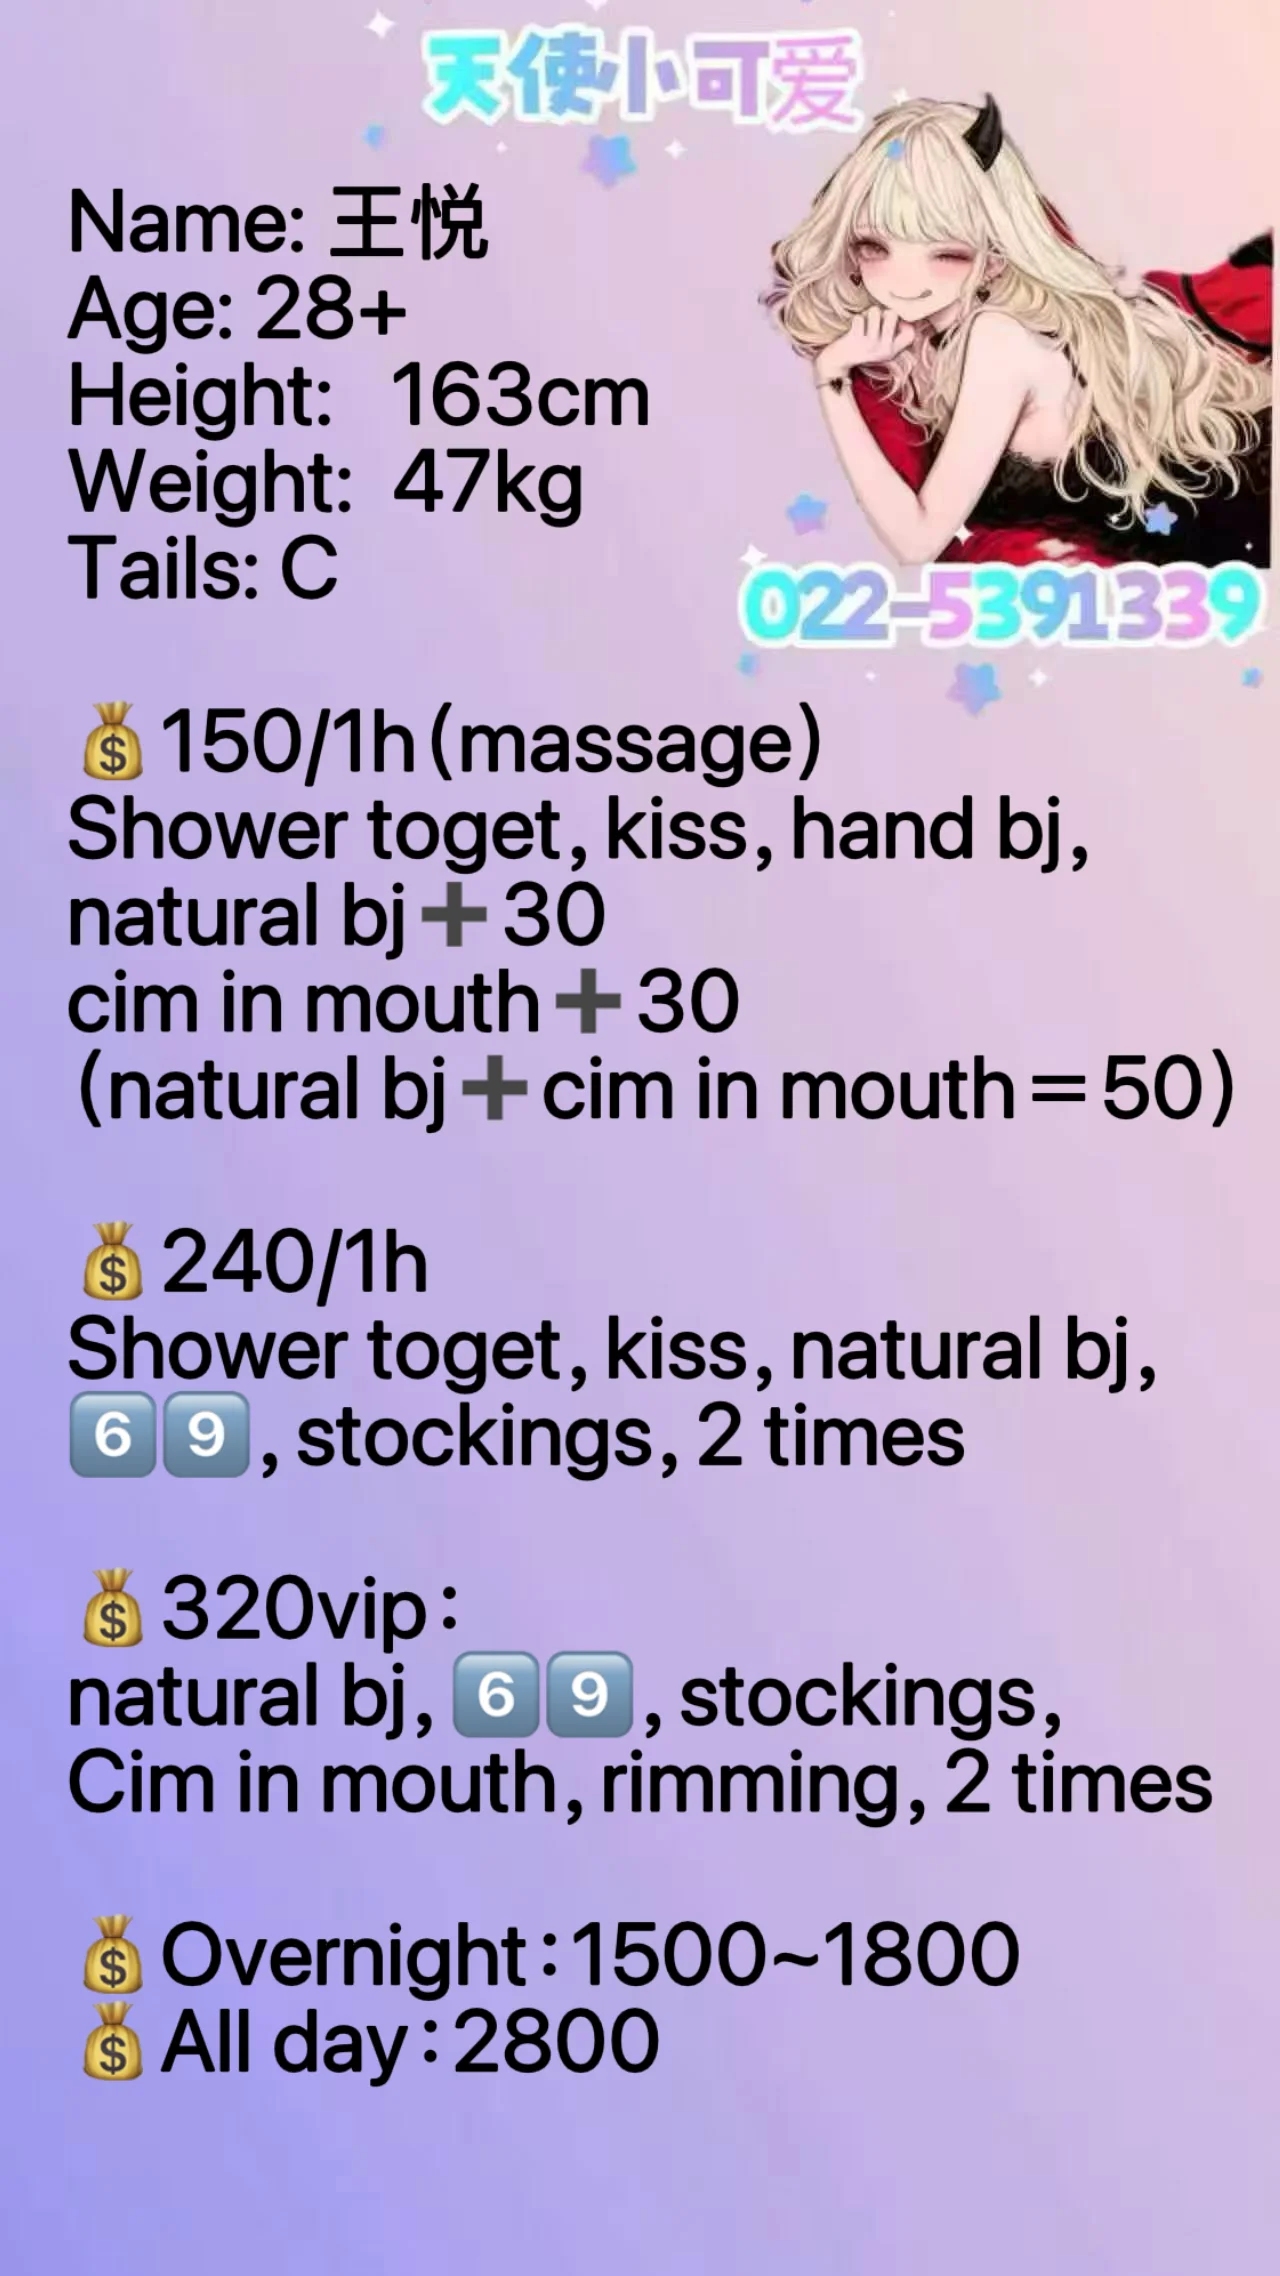 天使小可爱
Name: 王悦
Age: 28+
Height: 163cm
Weight: 47kg
Tails: C
022-5391339
💰150/1h(massage)
Shower toget, kiss, hand bj,
natural bj➕30
cim in mouth➕30
(natural bj➕cim in mouth=50)
💰240/1h
Shower toget, kiss, natural bj,
6️⃣9️⃣, stockings, 2 times
💰320vip:
natural bj, 6️⃣9️⃣, stockings,
Cim in mouth, rimming, 2 times
💰Overnight:1500~1800
💰All day:2800